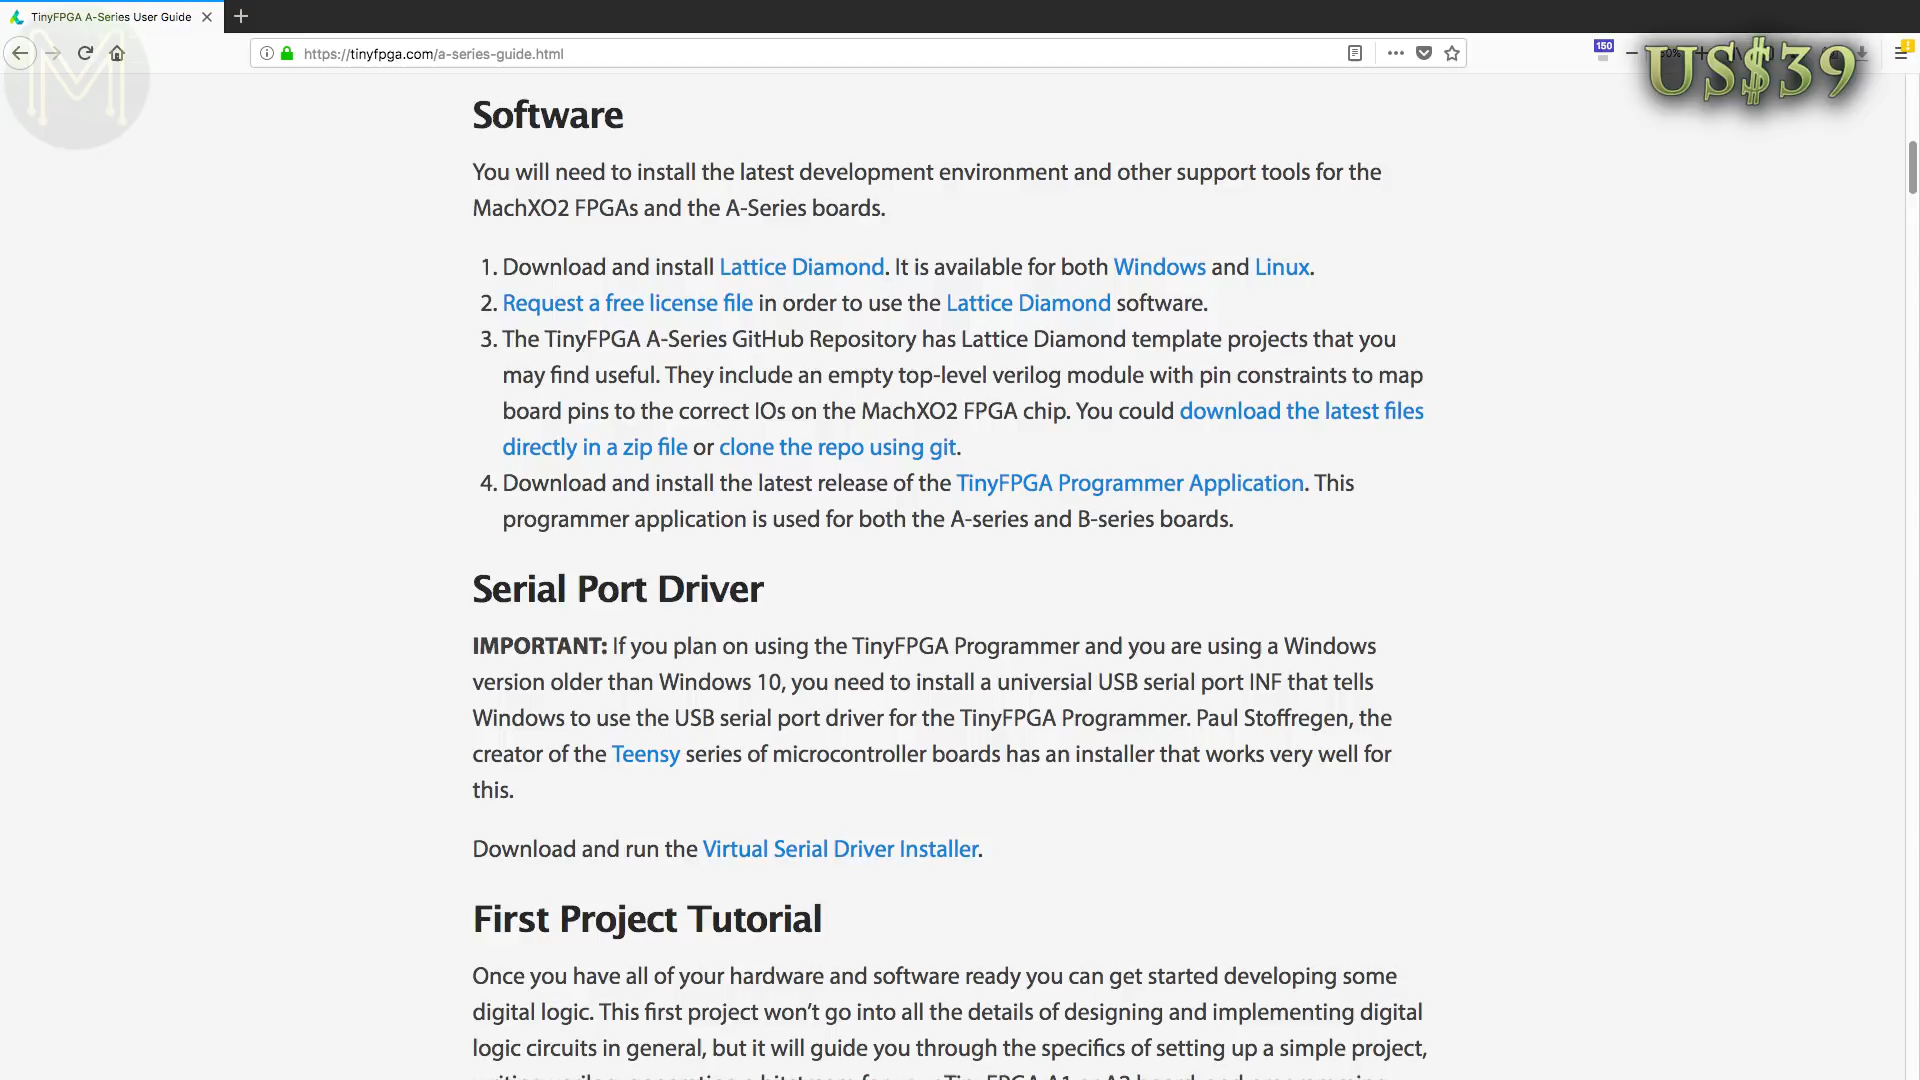 TinyFPGA A-Series User Guide
https://tinyfpga.com/a-series-guide.html
150
US$39
M
Software
You will need to install the latest development environment and other support tools for the
MachXO2 FPGAs and the A-Series boards.
1. Download and install Lattice Diamond. It is available for both Windows and Linux.
2. Request a free license file in order to use the Lattice Diamond software.
3. The TinyFPGA A-Series GitHub Repository has Lattice Diamond template projects that you
may find useful. They include an empty top-level verilog module with pin constraints to map
board pins to the correct IOs on the MachXO2 FPGA chip. You could download the latest files
directly in a zip file or clone the repo using git.
4. Download and install the latest release of the TinyFPGA Programmer Application. This
programmer application is used for both the A-series and B-series boards.
Serial Port Driver
IMPORTANT: If you plan on using the TinyFPGA Programmer and you are using a Windows
version older than Windows 10, you need to install a universial USB serial port INF that tells
Windows to use the USB serial port driver for the TinyFPGA Programmer. Paul Stoffregen, the
creator of the Teensy series of microcontroller boards has an installer that works very well for
this.
Download and run the Virtual Serial Driver Installer.
First Project Tutorial
Once you have all of your hardware and software ready you can get started developing some
digital logic. This first project won't go into all the details of designing and implementing digital
logic circuits in general, but it will guide you through the specifics of setting up a simple project,